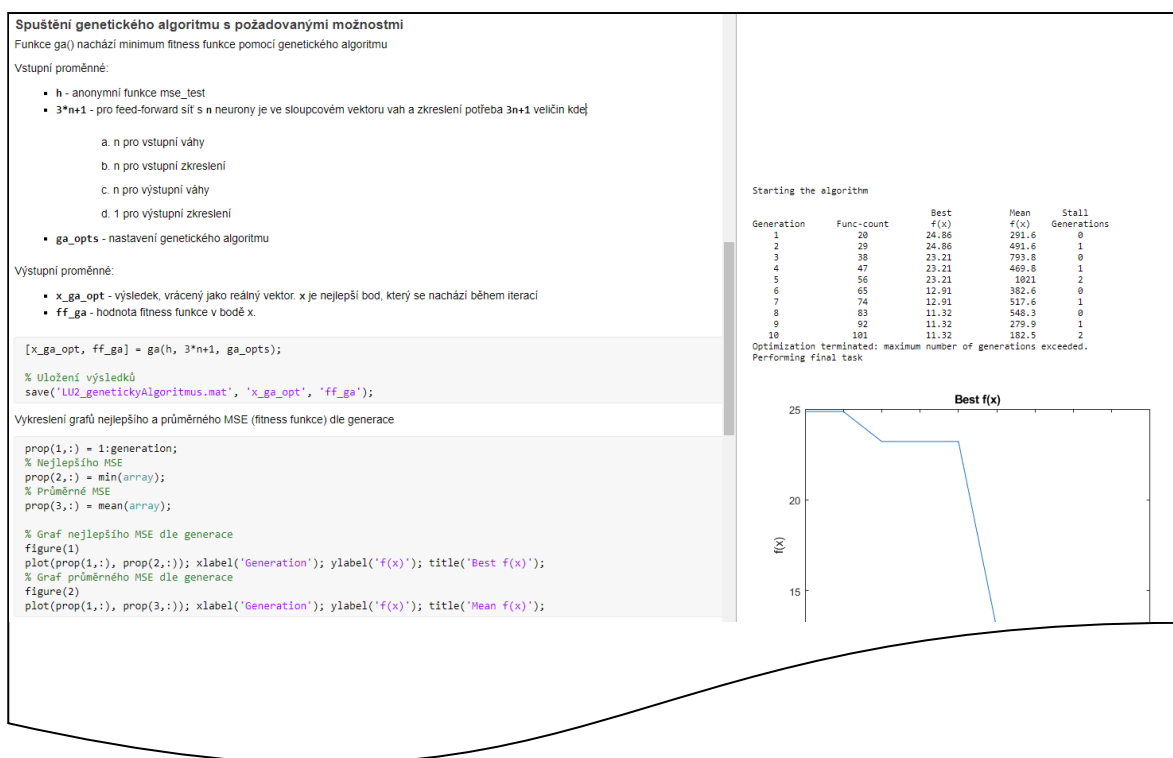 Spuštění genetického algoritmu s požadovanými možnostmi
Funkce ga() nachází minimum fitness funkce pomocí genetického algoritmu
Vstupní proměnné:
h - anonymní funkce mse_test
3*n+1 - pro feed-forward síť s n neurony je ve sloupcovém vektoru vah a zkreslení potřeba 3n+1 veličin kde
a. n pro vstupní váhy
b. n pro vstupní zkreslení
c. n pro výstupní váhy
d. 1 pro výstupní zkreslení
ga_opts - nastavení genetického algoritmu
Výstupní proměnné:
x_ga_opt - výsledek, vrácený jako reálný vektor. x je nejlepší bod, který se nachází během iterací
ff_ga - hodnota fitness funkce v bodě x.
[x_ga_opt, ff_ga] = ga(h, 3*n+1, ga_opts);
% Uložení výsledků
save('LU2_genetickyAlgoritmus.mat', 'x_ga_opt', 'ff_ga');
Vykreslení grafů nejlepšího a průměrného MSE (fitness funkce) dle generace
prop(1,:) = 1:generation;
% Nejlepšího MSE
prop(2,:) = min(array);
% Průměrné MSE
prop(3,:) = mean(array);
% Graf nejlepšího MSE dle generace
figure(1)
plot(prop(1,:), prop(2,:)); xlabel('Generation'); ylabel('f(x)'); title('Best f(x)');
% Graf průměrného MSE dle generace
figure(2)
plot(prop(1,:), prop(3,:)); xlabel('Generation'); ylabel('f(x)'); title('Mean f(x)');
Starting the algorithm
Best Mean Stall
Generation Func-count f(x) f(x) Generations
1 20 24.86 291.6 0
2 29 24.86 491.6 1
3 38 23.21 793.8 0
4 47 23.21 469.8 1
5 56 23.21 1021 2
6 65 12.91 382.6 0
7 74 12.91 517.6 1
8 83 11.32 548.3 0
9 92 11.32 279.9 1
10 101 11.32 182.5 2
Optimization terminated: maximum number of generations exceeded.
Performing final task
Best f(x)
25
20
f(x)
15